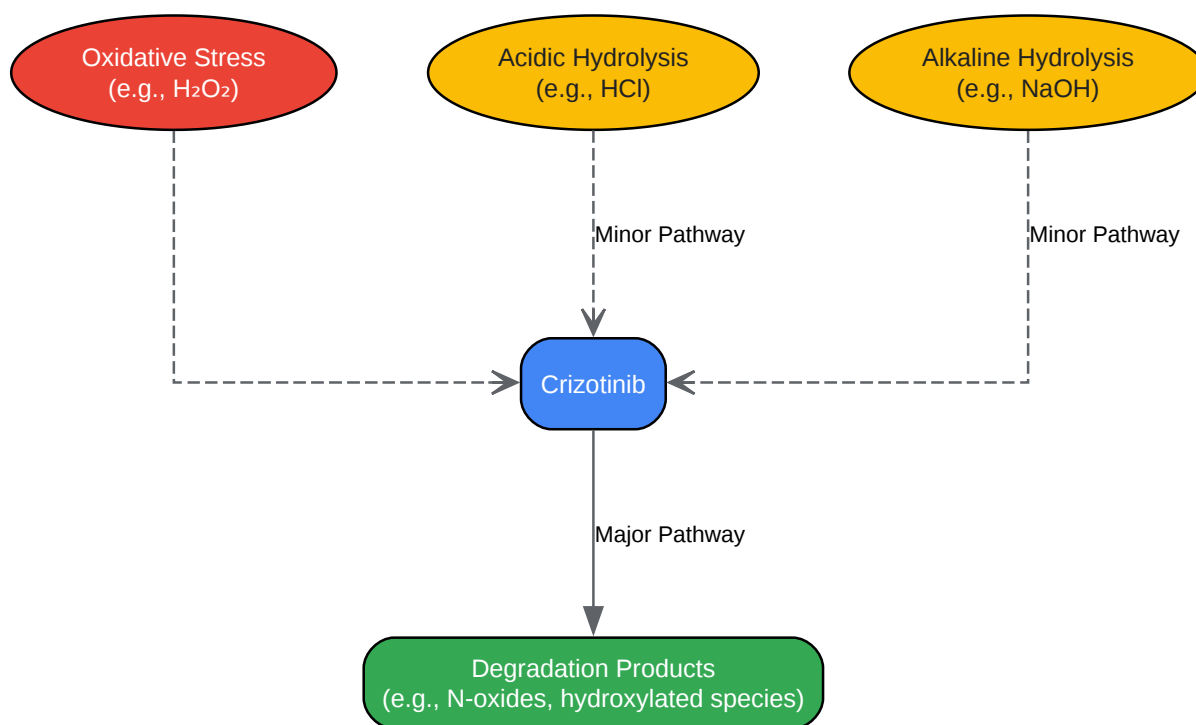 Oxidative Stress
(e.g., H₂O₂)
Acidic Hydrolysis
(e.g., HCl)
Alkaline Hydrolysis
(e.g., NaOH)
Minor Pathway
Minor Pathway
Crizotinib
Major Pathway
Degradation Products
(e.g., N-oxides, hydroxylated species)